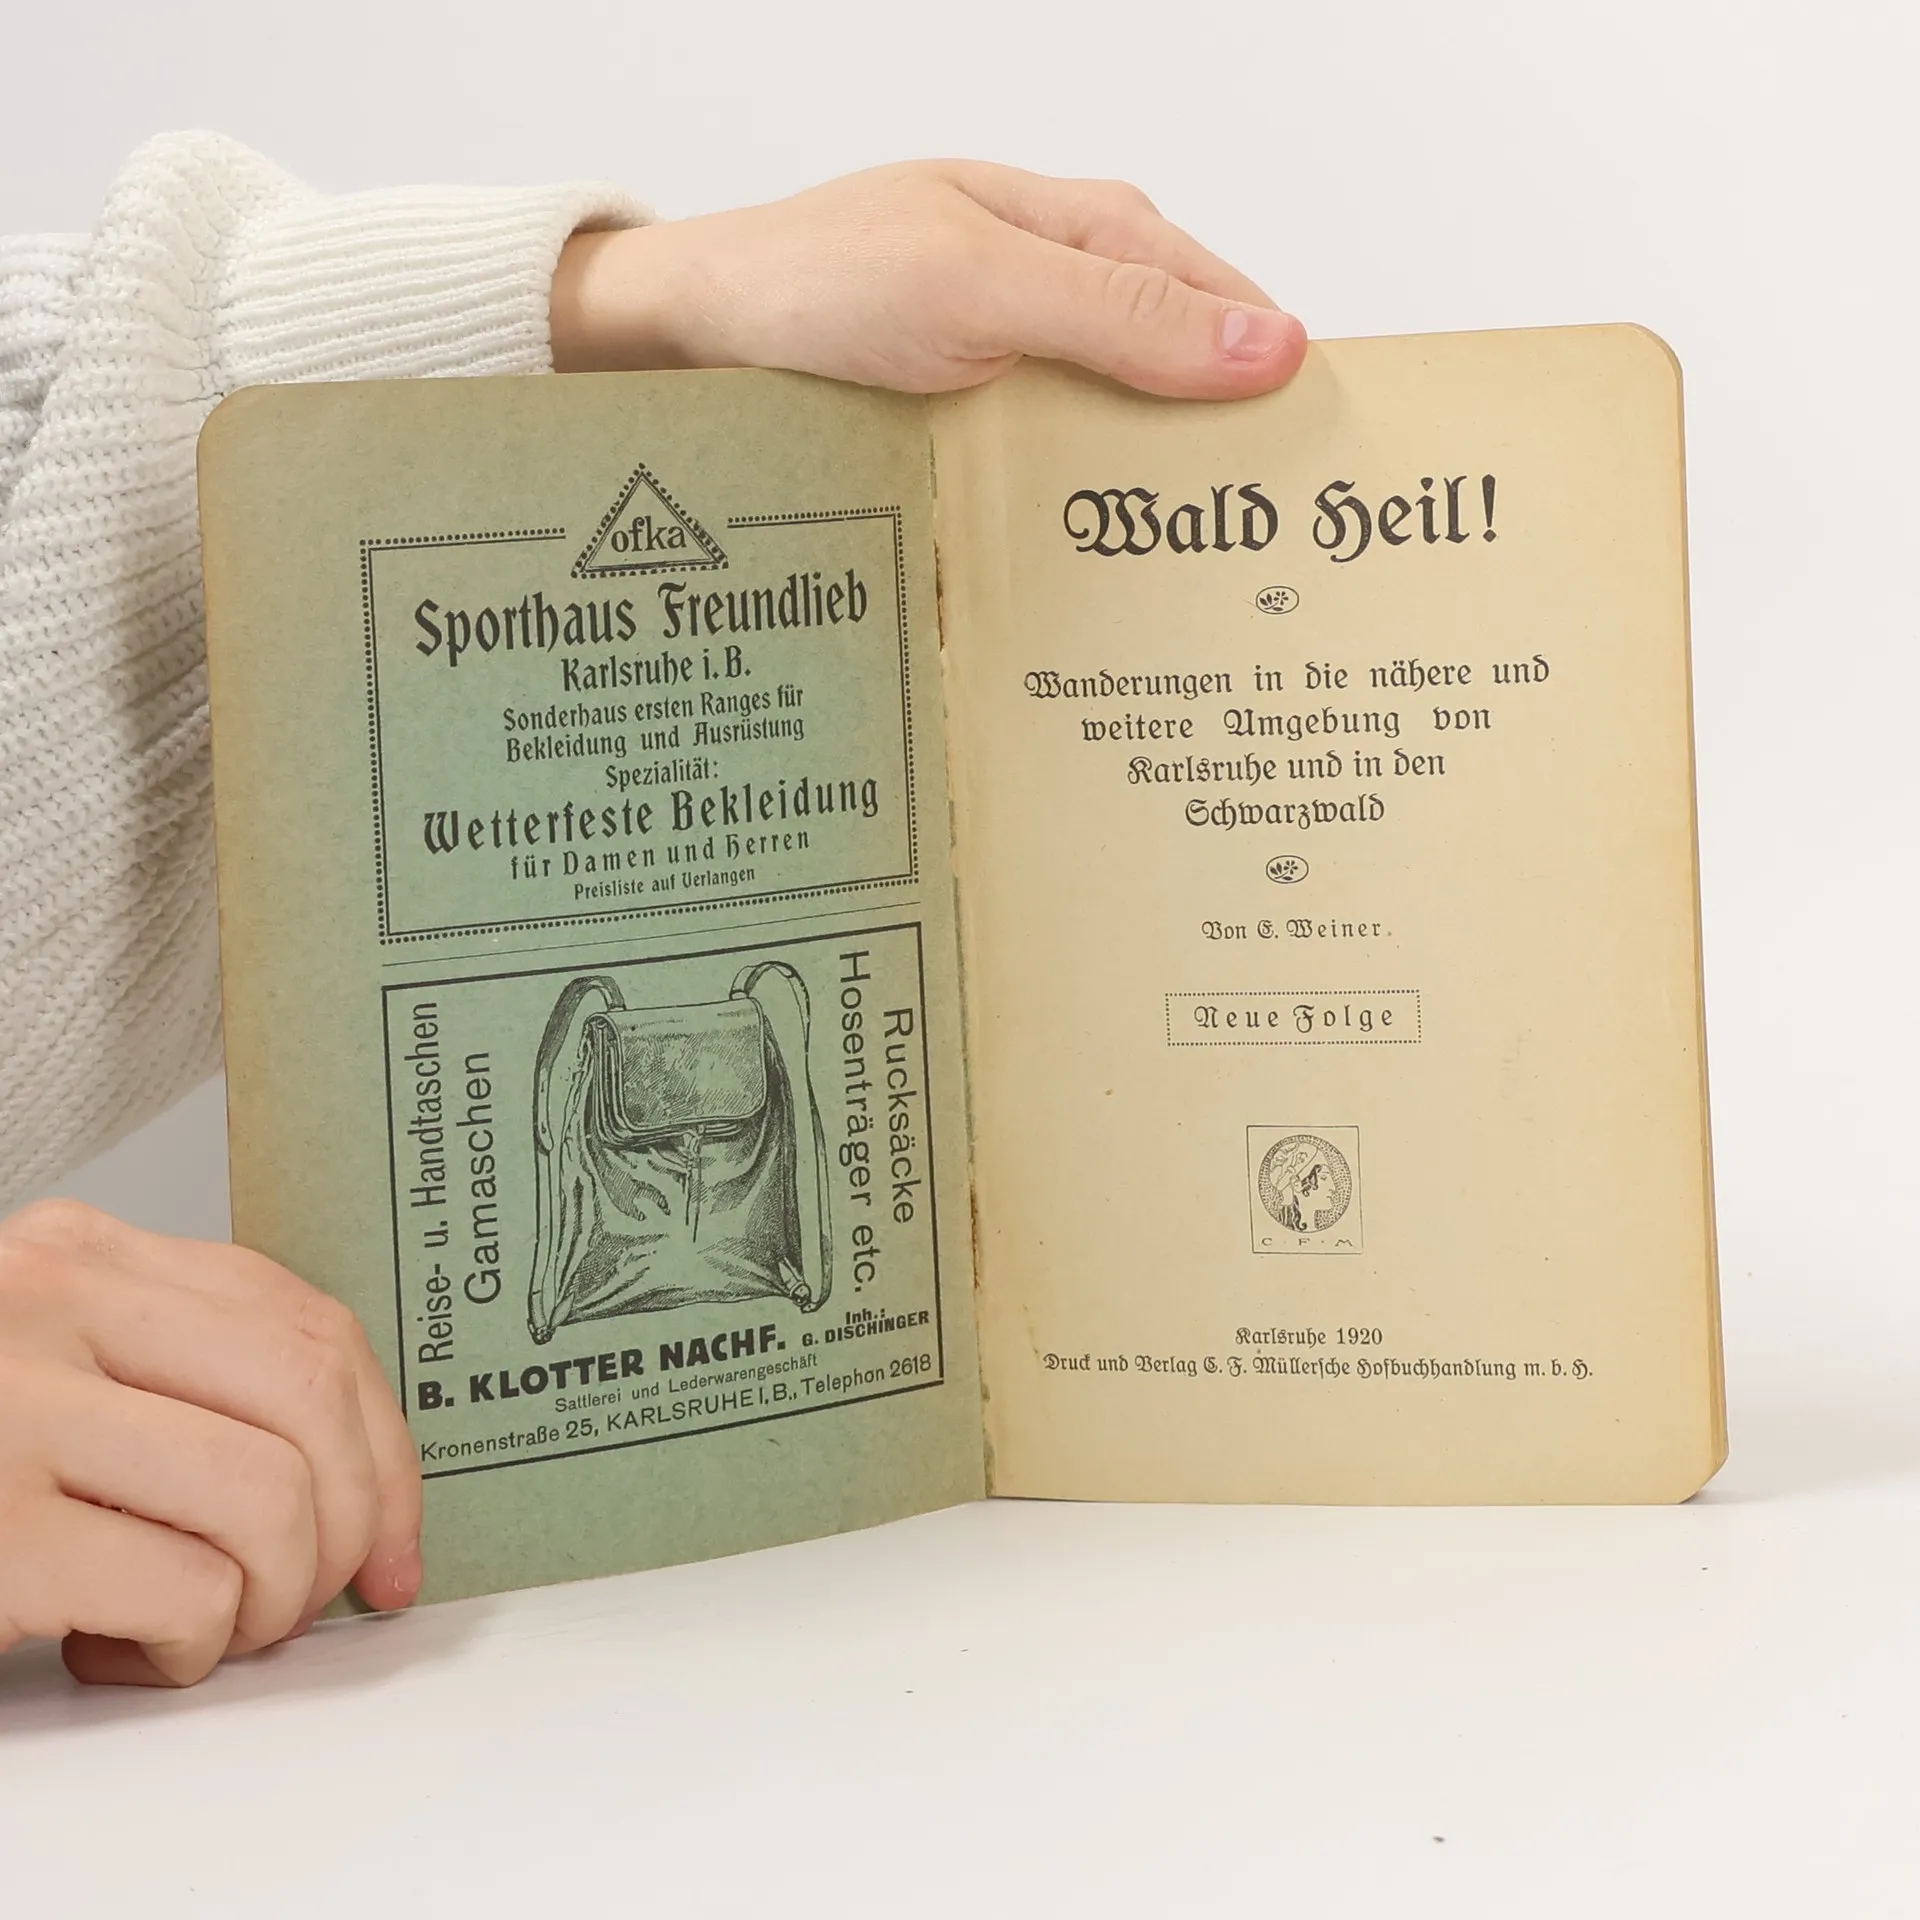 ofka
Sporthaus Freundlieb
Karlsruhe i. B.
Sonderhaus ersten Ranges für
Bekleidung und Ausrüstung
Spezialität:
Wetterfeste Bekleidung
für Damen und Herren
Preisliste auf Verlangen
Reise- u. Handtaschen
Gamaschen
Rucksäcke
Hosenträger etc.
B. KLOTTER NACHF.
Inh.:
G. DISCHINGER
Sattlerei und Lederwarengeschäft
Kronenstraße 25, KARLSRUHE I. B., Telephon 2618
Wald Heil!
Wanderungen in die nähere und
weitere Umgebung von
Karlsruhe und in den
Schwarzwald
Von E. Weiner.
Neue Folge
C · F · M
Karlsruhe 1920
Druck und Verlag C. F. Müllersche Hofbuchhandlung m. b. H.